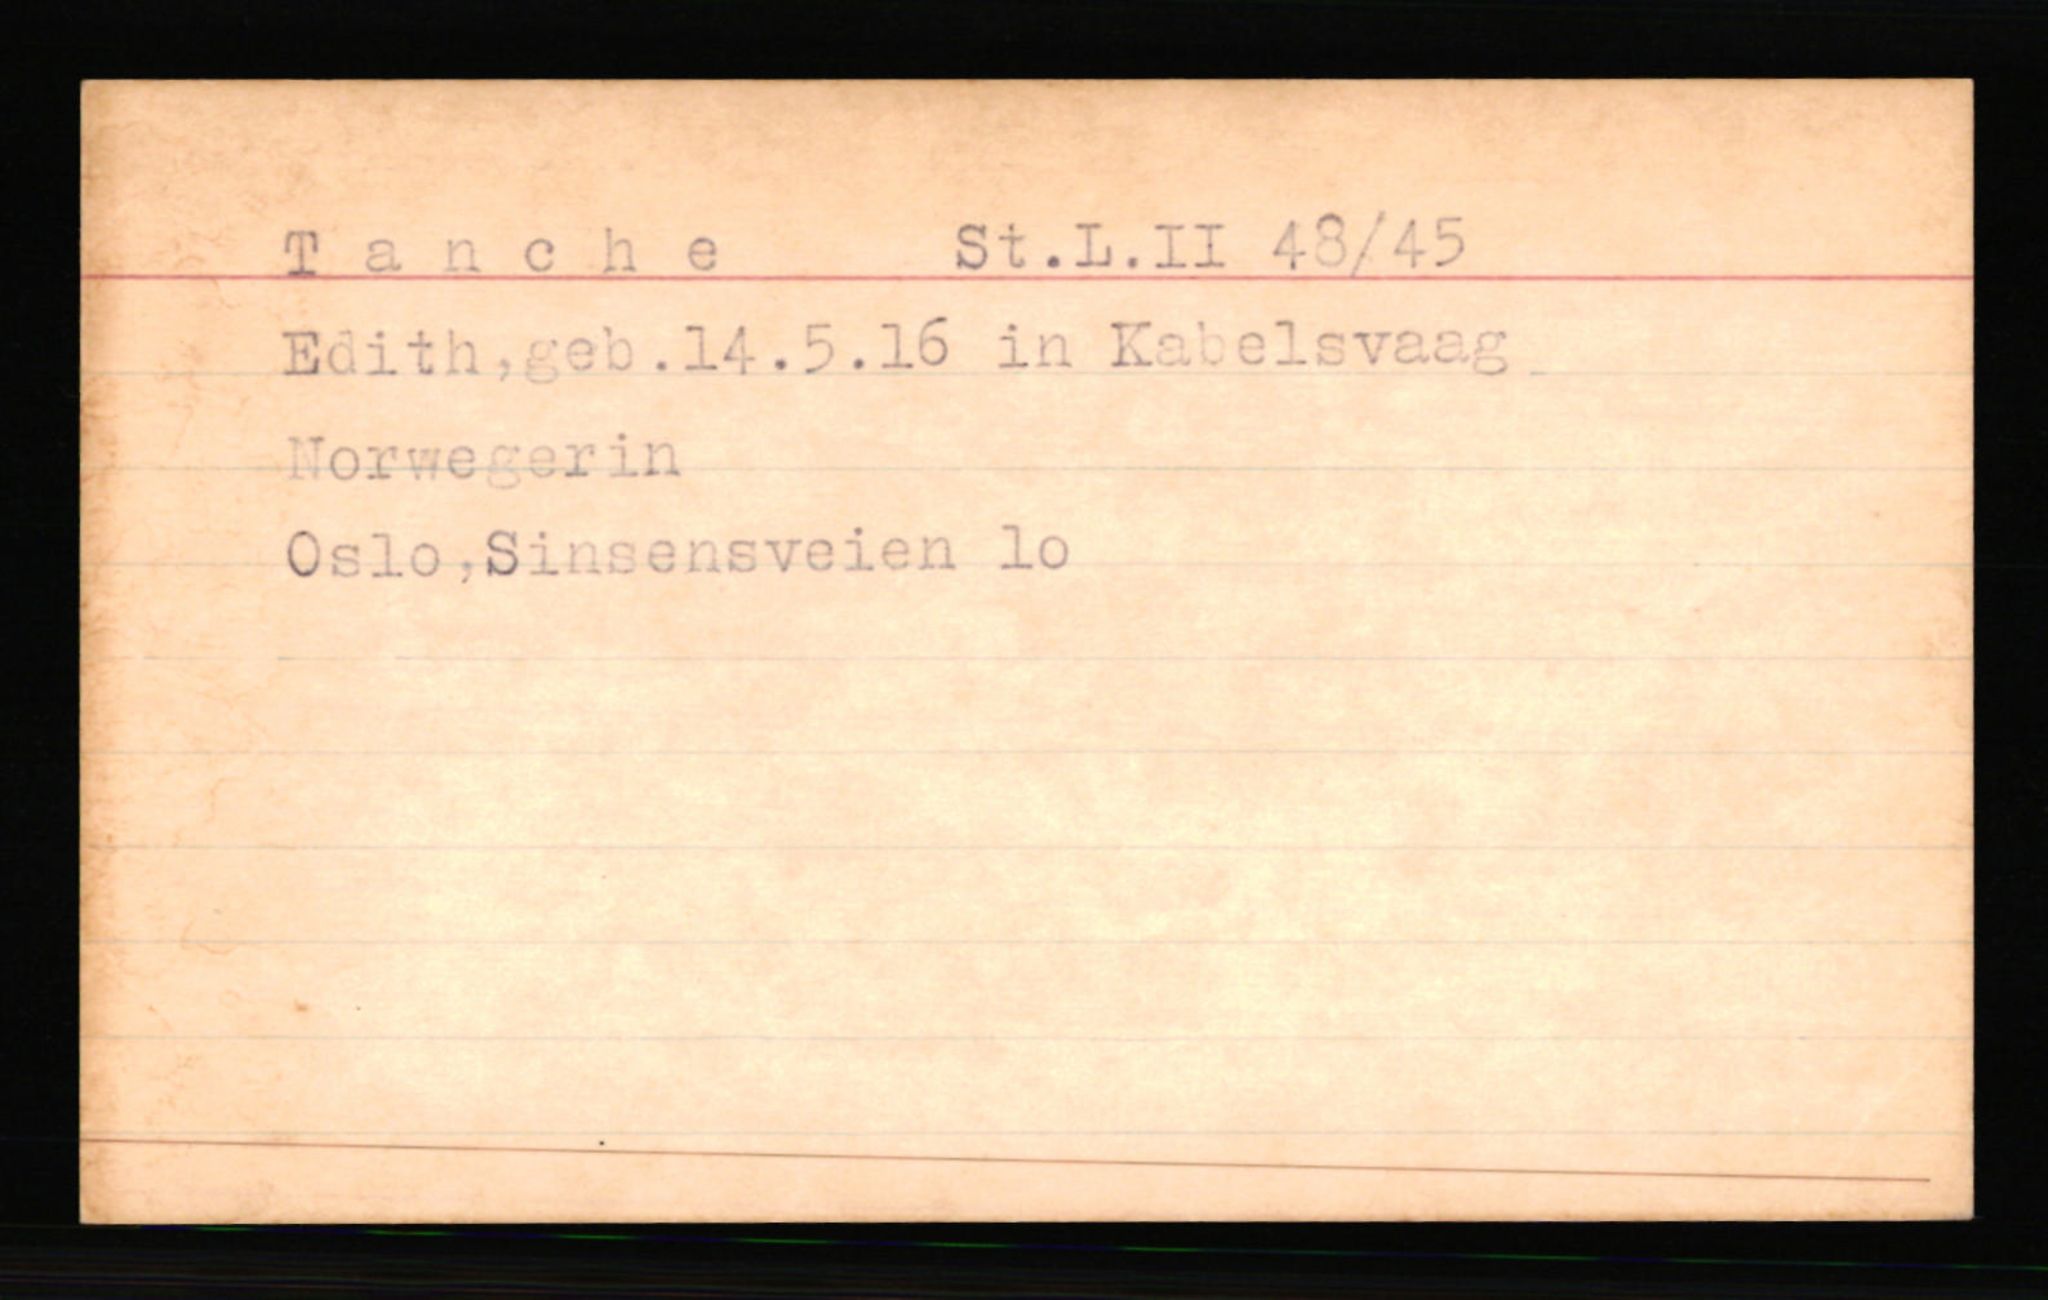 T a n c h e St.L.II 48/45
Edith,geb.14.5.16 in Kabelsvaag
Norwegerin
Oslo,Sinsensveien lo